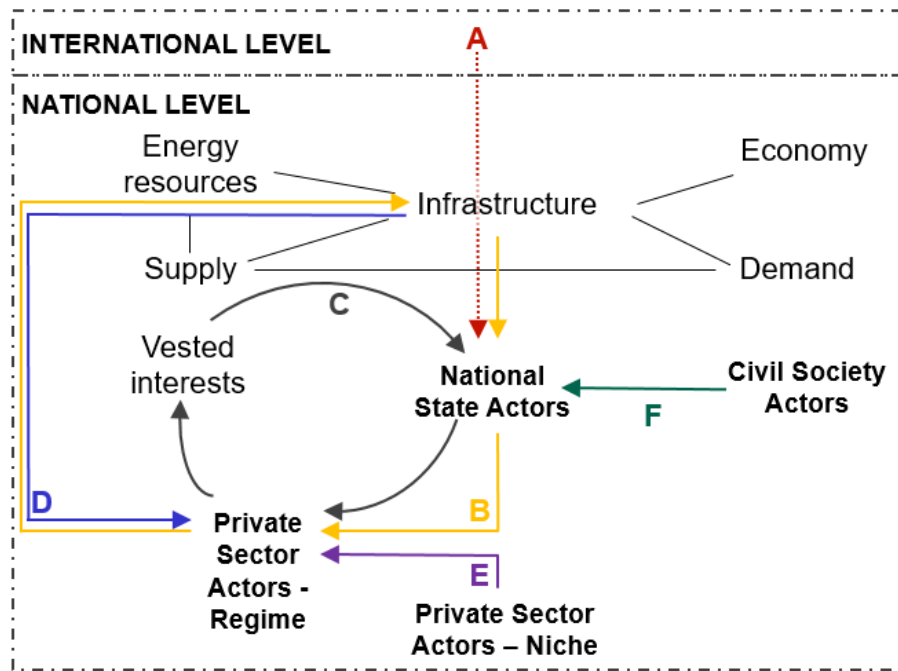 INTERNATIONAL LEVEL
A
NATIONAL LEVEL
Energy
resources
Economy
Infrastructure
Supply
Demand
C
Vested
interests
National
State Actors
Civil Society
Actors
F
D
B
Private
Sector
Actors -
Regime
E
Private Sector
Actors – Niche